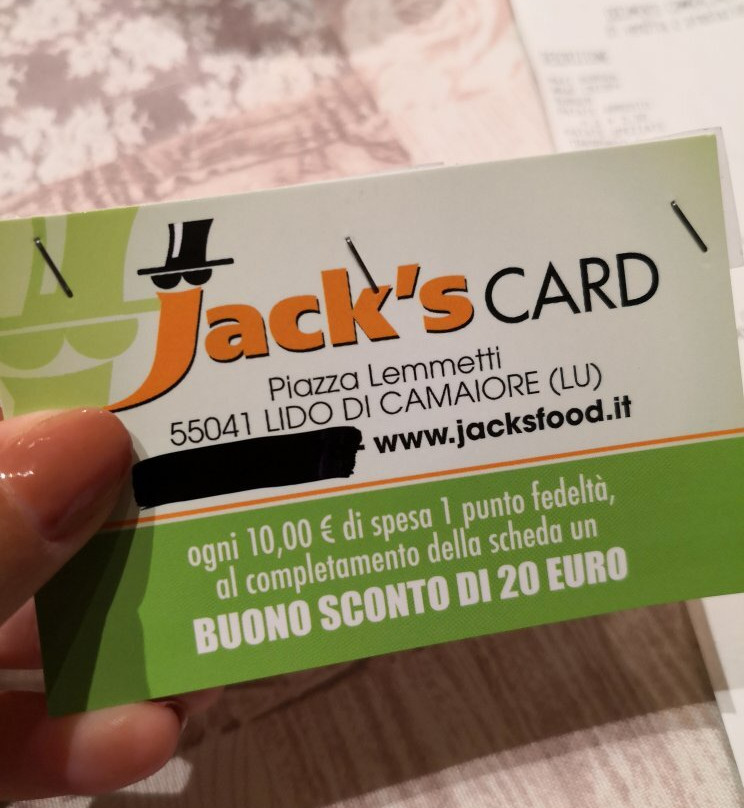 Jack's CARD
Piazza Lemmetti
55041 LIDO DI CAMAIORE (LU)
- www.jacksfood.it
ogni 10,00 € di spesa 1 punto fedeltà,
al completamento della scheda un
BUONO SCONTO DI 20 EURO